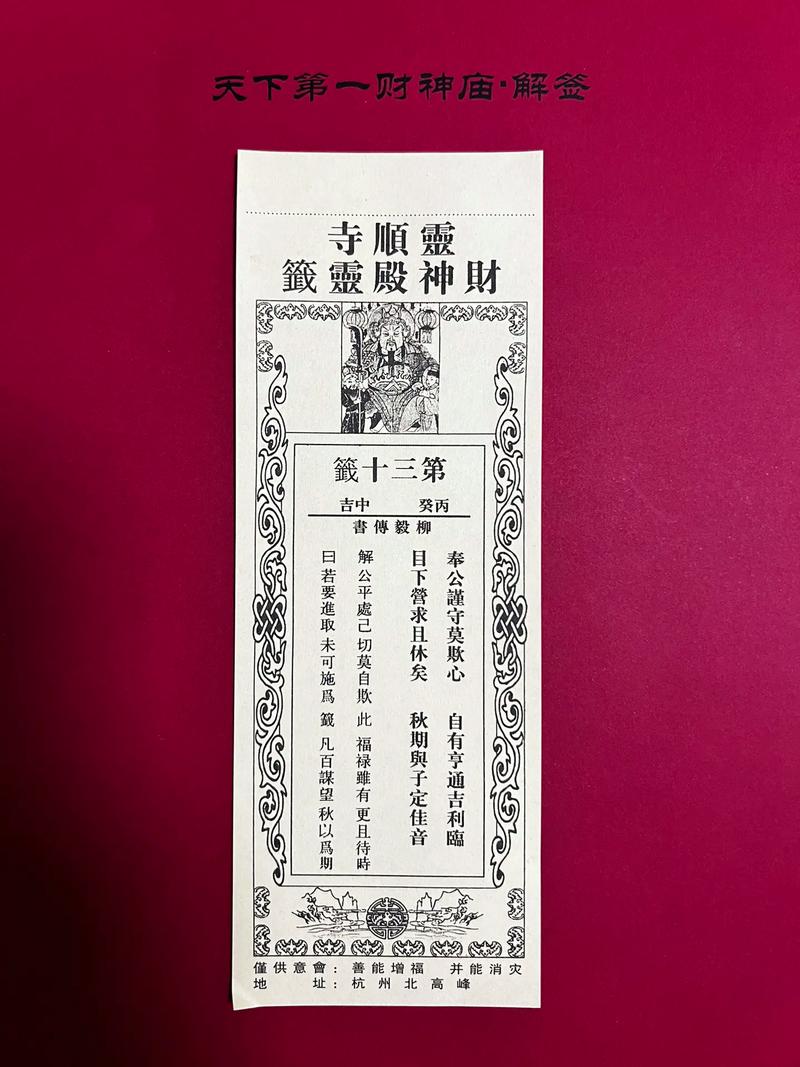 天下第一财神庙·解签
靈順寺
財神殿靈籤
第三十籤
丙癸 中吉
柳毅傳書
奉公謹守莫欺心 自有亨通吉利臨
目下營求且休矣 秋期與子定佳音
解 公平處己 切莫自欺 此 福禄雖有 更且待時
曰 若要進取 未可施爲 籤 凡百謀望 秋以爲期
僅供意會：善能增福 并能消灾
地址：杭州北高峰